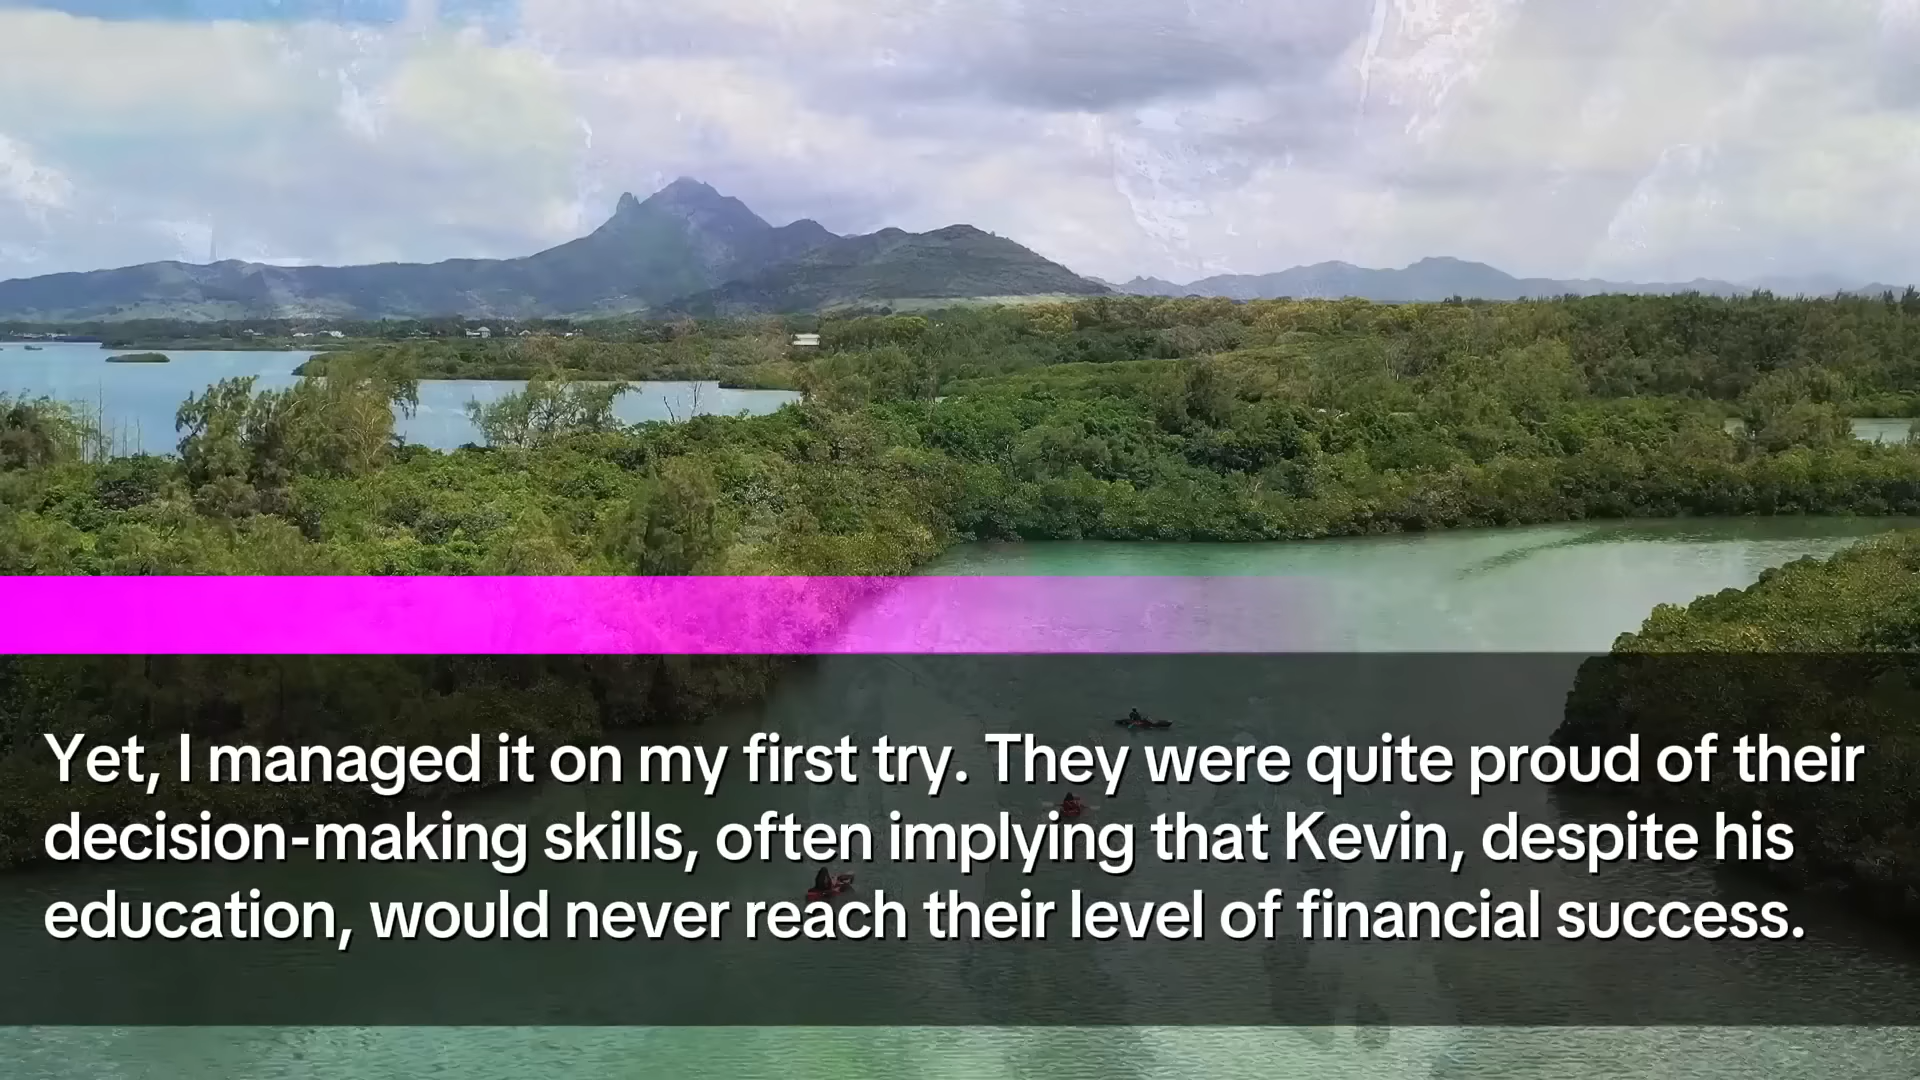 Yet, I managed it on my first try. They were quite proud of their
decision-making skills, often implying that Kevin, despite his
education, would never reach their level of financial success.